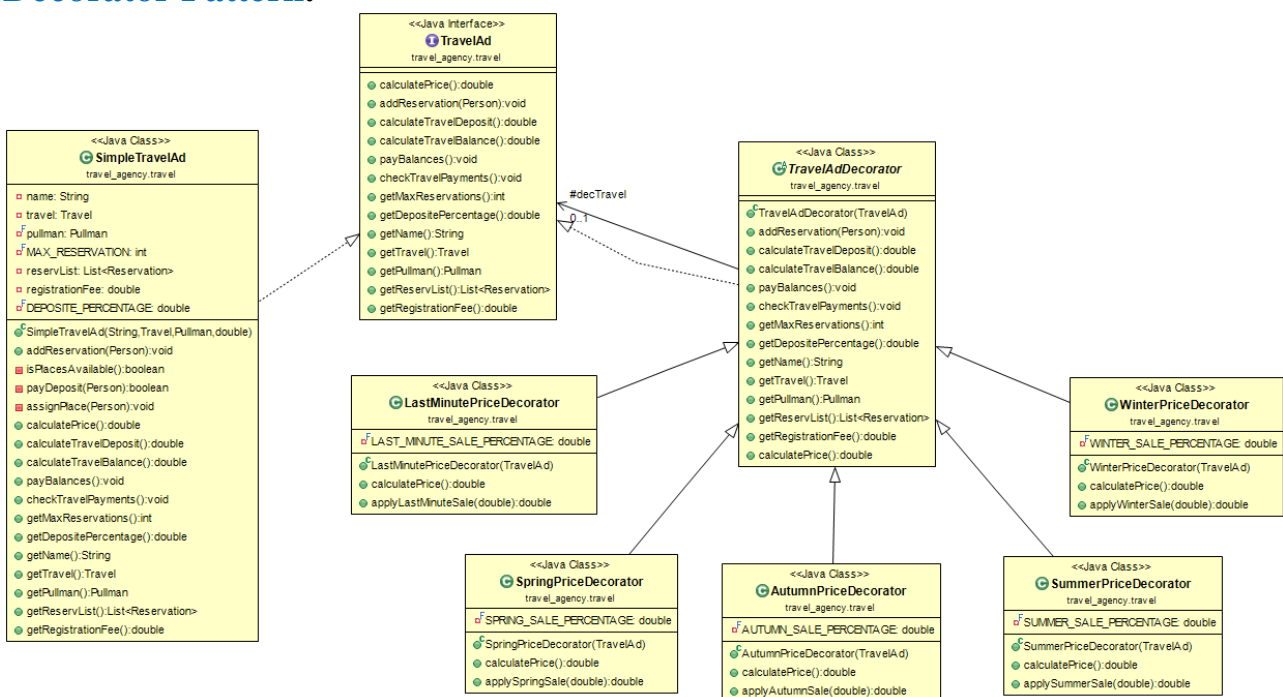 Decorator Pattern.
<<Java Interface>>
TravelAd
travel_agency.travel
calculatePrice():double
addReservation(Person):void
calculateTravelDeposit():double
calculateTravelBalance():double
payBalances():void
checkTravelPayments():void
getMaxReservations():int
getDepositePercentage():double
getName():String
getTravel():Travel
getPullman():Pullman
getReservList():List<Reservation>
getRegistrationFee():double
<<Java Class>>
SimpleTravelAd
travel_agency.travel
name: String
travel: Travel
pullman: Pullman
MAX_RESERVATION: int
reservList: List<Reservation>
registrationFee: double
DEPOSITE_PERCENTAGE: double
SimpleTravelAd(String,Travel,Pullman,double)
addReservation(Person):void
isPlacesAvailable():boolean
payDeposit(Person):boolean
assignPlace(Person):void
calculatePrice():double
calculateTravelDeposit():double
calculateTravelBalance():double
payBalances():void
checkTravelPayments():void
getMaxReservations():int
getDepositePercentage():double
getName():String
getTravel():Travel
getPullman():Pullman
getReservList():List<Reservation>
getRegistrationFee():double
#decTravel
0..1
<<Java Class>>
TravelAdDecorator
travel_agency.travel
TravelAdDecorator(TravelAd)
addReservation(Person):void
calculateTravelDeposit():double
calculateTravelBalance():double
payBalances():void
checkTravelPayments():void
getMaxReservations():int
getDepositePercentage():double
getName():String
getTravel():Travel
getPullman():Pullman
getReservList():List<Reservation>
getRegistrationFee():double
calculatePrice():double
<<Java Class>>
LastMinutePriceDecorator
travel_agency.travel
LAST_MINUTE_SALE_PERCENTAGE: double
LastMinutePriceDecorator(TravelAd)
calculatePrice():double
applyLastMinuteSale(double):double
<<Java Class>>
WinterPriceDecorator
travel_agency.travel
WINTER_SALE_PERCENTAGE: double
WinterPriceDecorator(TravelAd)
calculatePrice():double
applyWinterSale(double):double
<<Java Class>>
SpringPriceDecorator
travel_agency.travel
SPRING_SALE_PERCENTAGE: double
SpringPriceDecorator(TravelAd)
calculatePrice():double
applySpringSale(double):double
<<Java Class>>
AutumnPriceDecorator
travel_agency.travel
AUTUMN_SALE_PERCENTAGE: double
AutumnPriceDecorator(TravelAd)
calculatePrice():double
applyAutumnSale(double):double
<<Java Class>>
SummerPriceDecorator
travel_agency.travel
SUMMER_SALE_PERCENTAGE: double
SummerPriceDecorator(TravelAd)
calculatePrice():double
applySummerSale(double):double